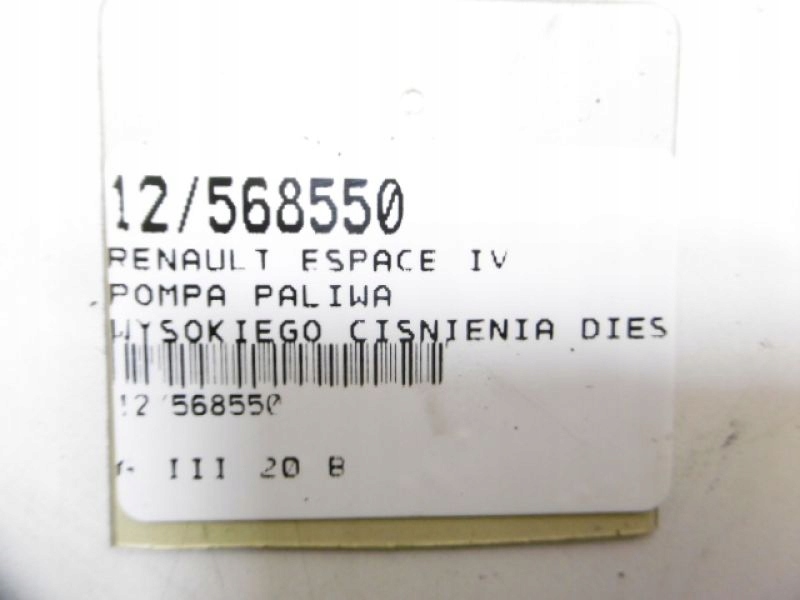 12/568550
RENAULT ESPACE IV
POMPA PALIWA
WYSOKIEGO CISNIENIA DIES
12/568550
III 20 B